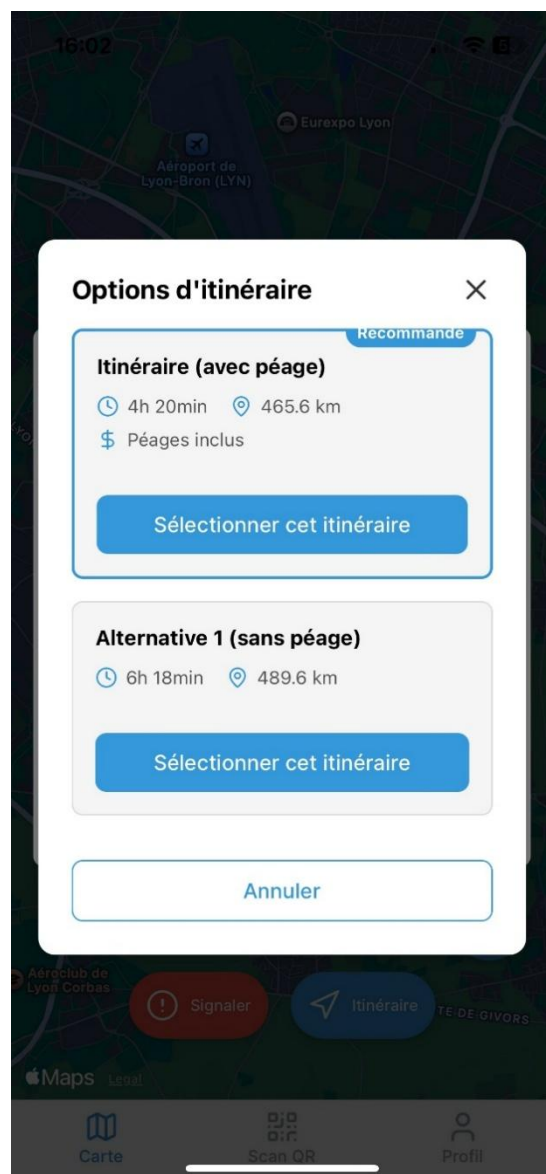 16:02
Eurexpo Lyon
Aéroport de
Lyon-Bron (LYN)
Options d'itinéraire
Recommandé
Itinéraire (avec péage)
4h 20min 465.6 km
$ Péages inclus
Sélectionner cet itinéraire
Alternative 1 (sans péage)
6h 18min 489.6 km
Sélectionner cet itinéraire
Annuler
Aéroclub de
Lyon Corbas
Signaler
Itinéraire
TE-DE-GIVORS
Maps Legal
Carte
Scan QR
Profil